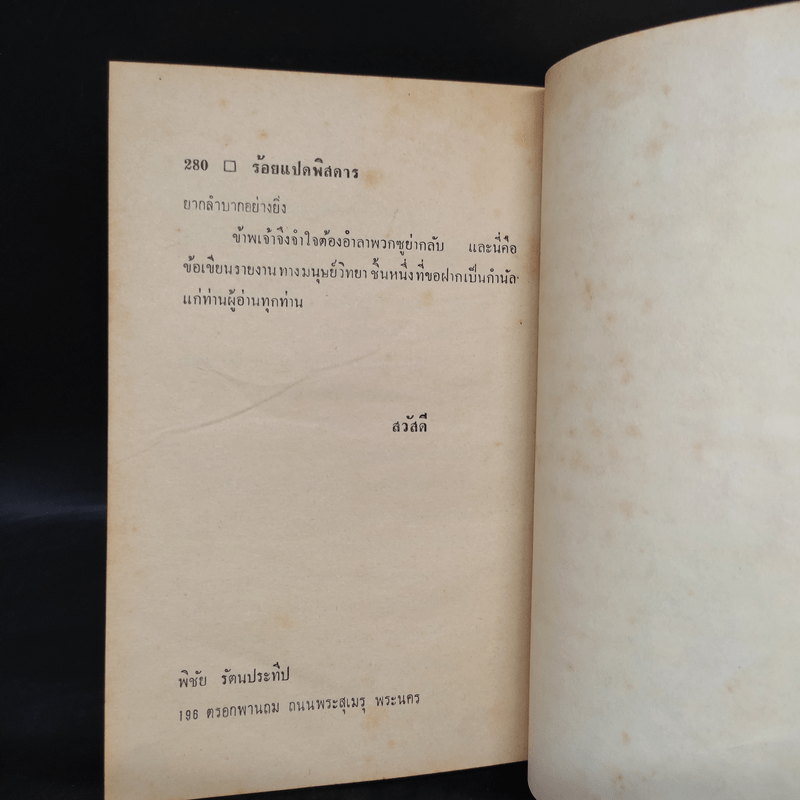 280 □ ร้อยแปดพิสดาร
ยากลำบากอย่างยิ่ง
ข้าพเจ้าจึงจำใจต้องอำลาพวกซูย่ากลับ และนี่คือ
ข้อเขียนรายงานทางมนุษย์วิทยาชิ้นหนึ่งที่ขอฝากเป็นกำนัล
แก่ท่านผู้อ่านทุกท่าน
สวัสดี
พิชัย รัตนประทีป
196 ตรอกพานถม ถนนพระสุเมรุ พระนคร